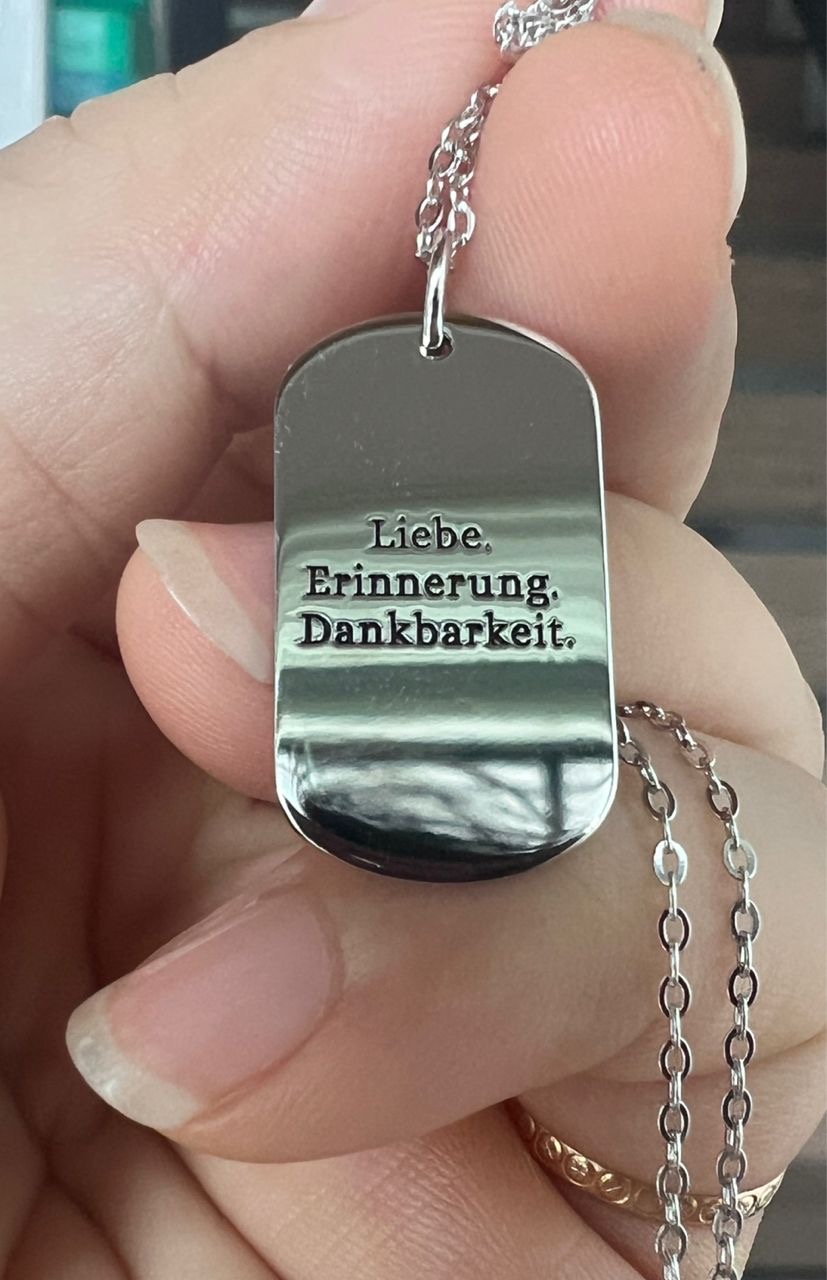 Liebe.
Erinnerung.
Dankbarkeit.